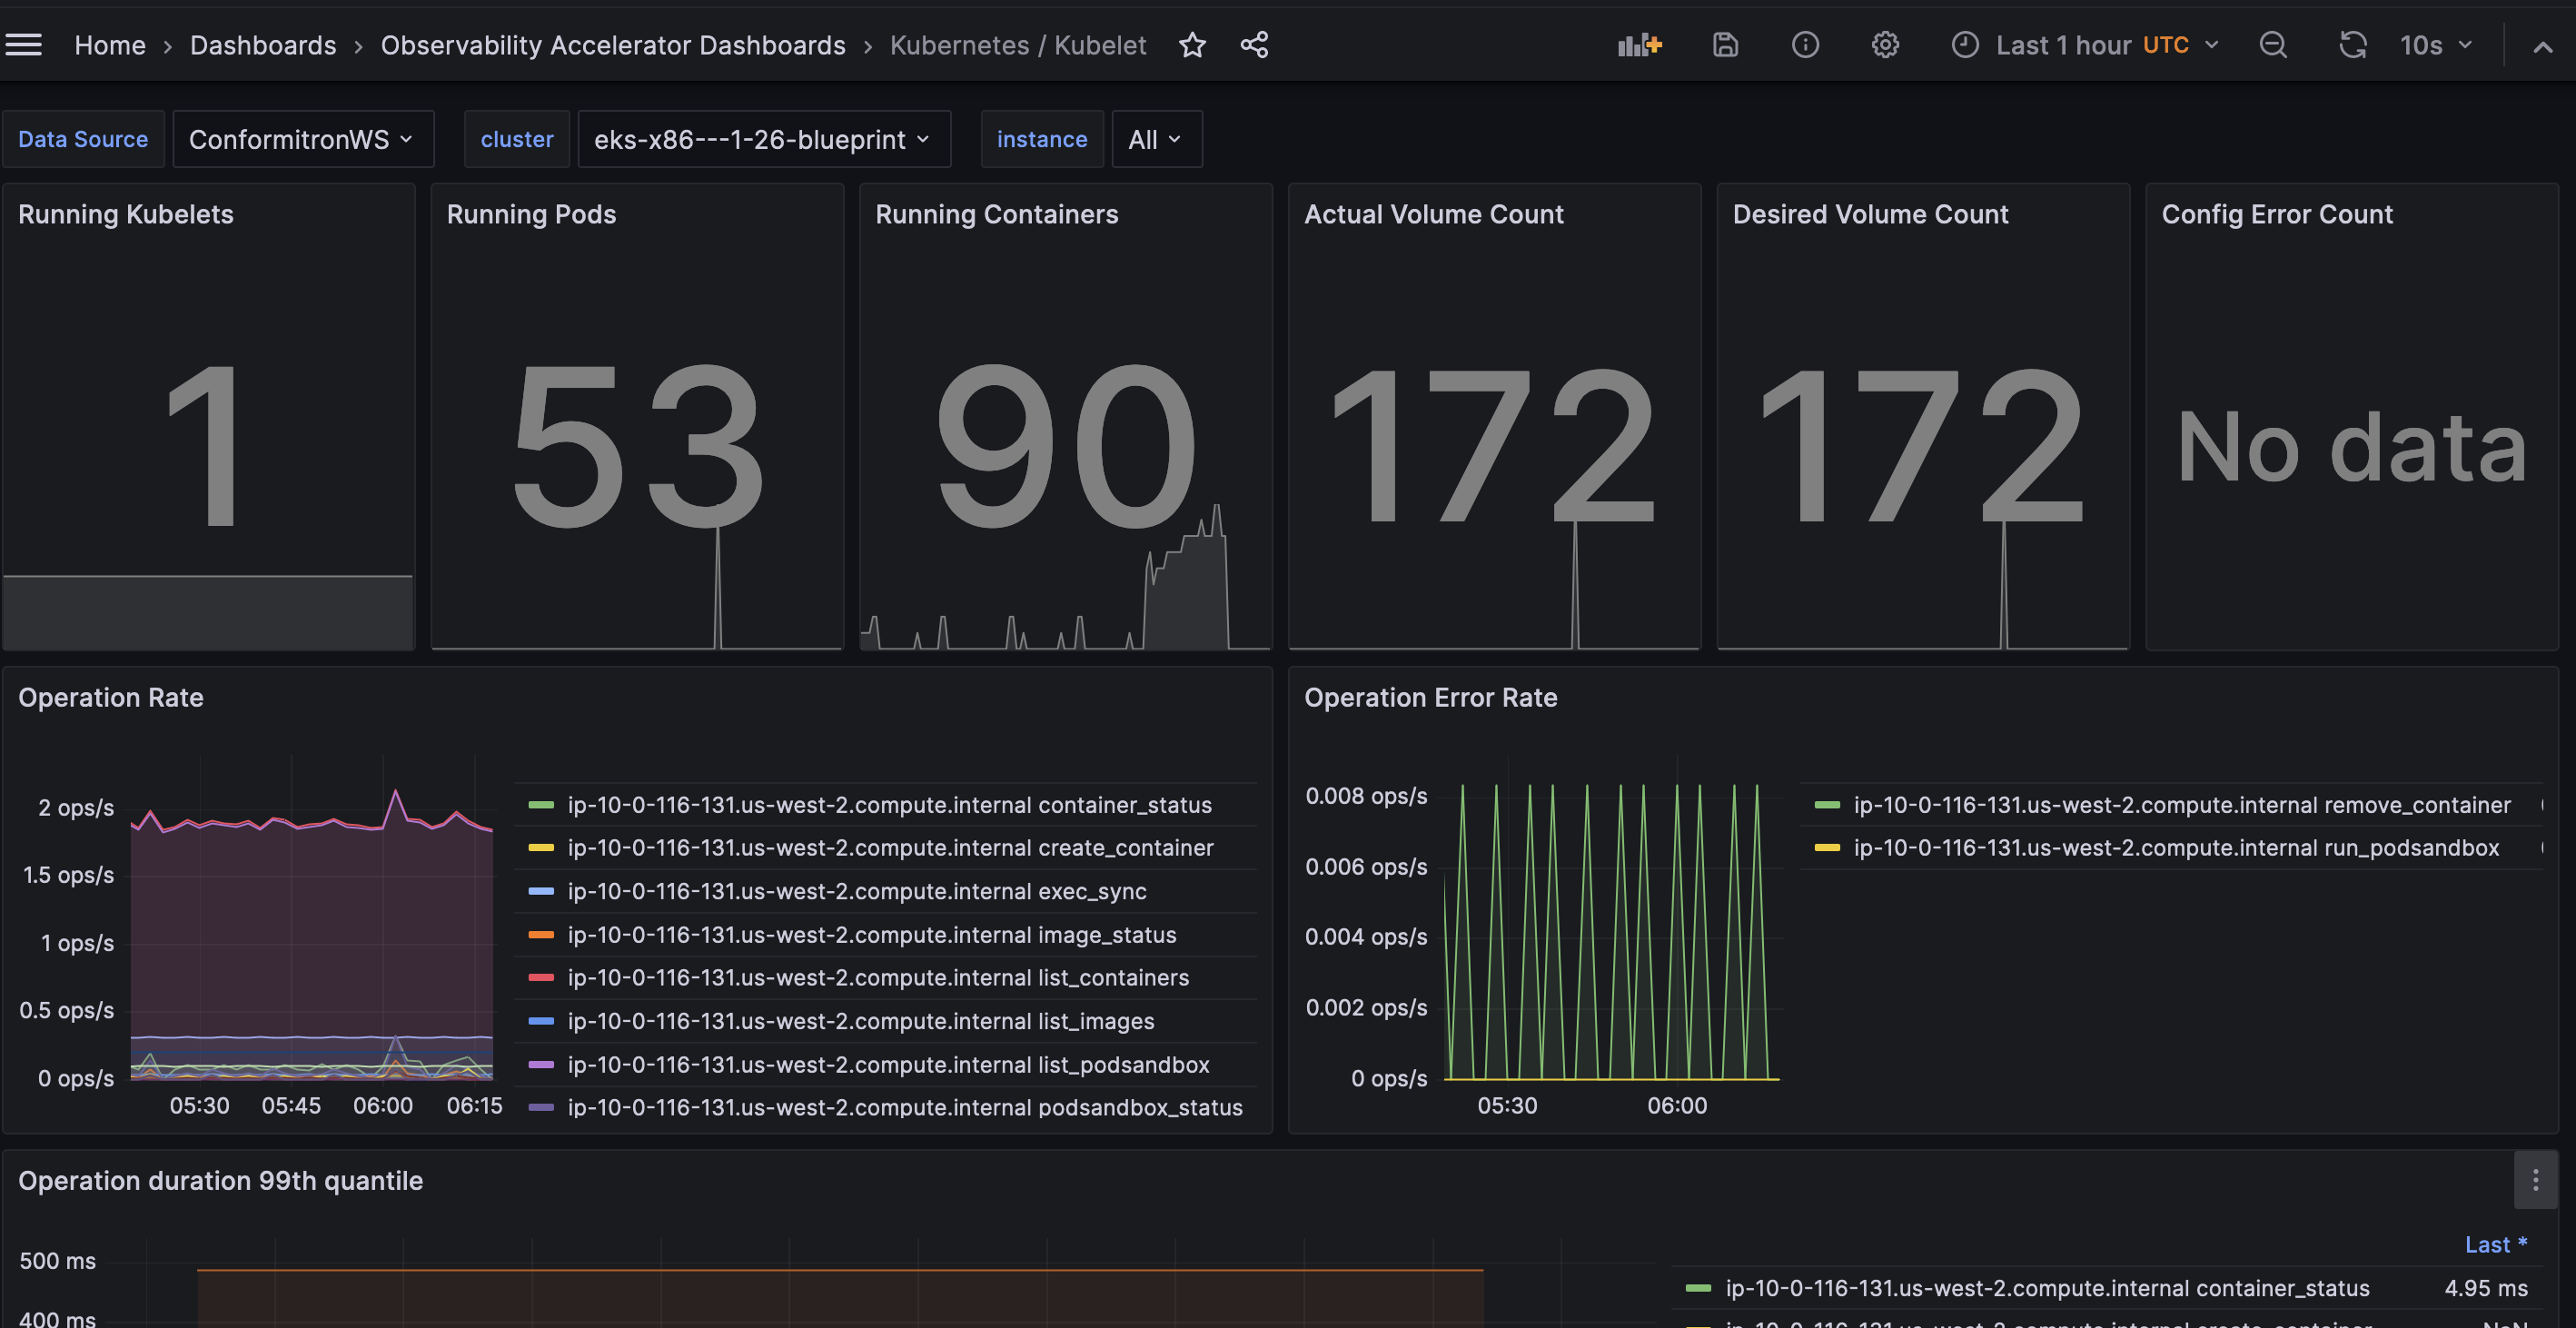 Home › Dashboards › Observability Accelerator Dashboards › Kubernetes / Kubelet
Last 1 hour UTC
10s
Data Source
ConformitronWS
cluster
eks-x86---1-26-blueprint
instance
All
Running Kubelets
1
Running Pods
53
Running Containers
90
Actual Volume Count
172
Desired Volume Count
172
Config Error Count
No data
Operation Rate
2 ops/s
1.5 ops/s
1 ops/s
0.5 ops/s
0 ops/s
05:30
05:45
06:00
06:15
ip-10-0-116-131.us-west-2.compute.internal container_status
ip-10-0-116-131.us-west-2.compute.internal create_container
ip-10-0-116-131.us-west-2.compute.internal exec_sync
ip-10-0-116-131.us-west-2.compute.internal image_status
ip-10-0-116-131.us-west-2.compute.internal list_containers
ip-10-0-116-131.us-west-2.compute.internal list_images
ip-10-0-116-131.us-west-2.compute.internal list_podsandbox
ip-10-0-116-131.us-west-2.compute.internal podsandbox_status
Operation Error Rate
0.008 ops/s
0.006 ops/s
0.004 ops/s
0.002 ops/s
0 ops/s
05:30
06:00
ip-10-0-116-131.us-west-2.compute.internal remove_container
ip-10-0-116-131.us-west-2.compute.internal run_podsandbox
Operation duration 99th quantile
500 ms
400 ms
Last *
ip-10-0-116-131.us-west-2.compute.internal container_status 4.95 ms